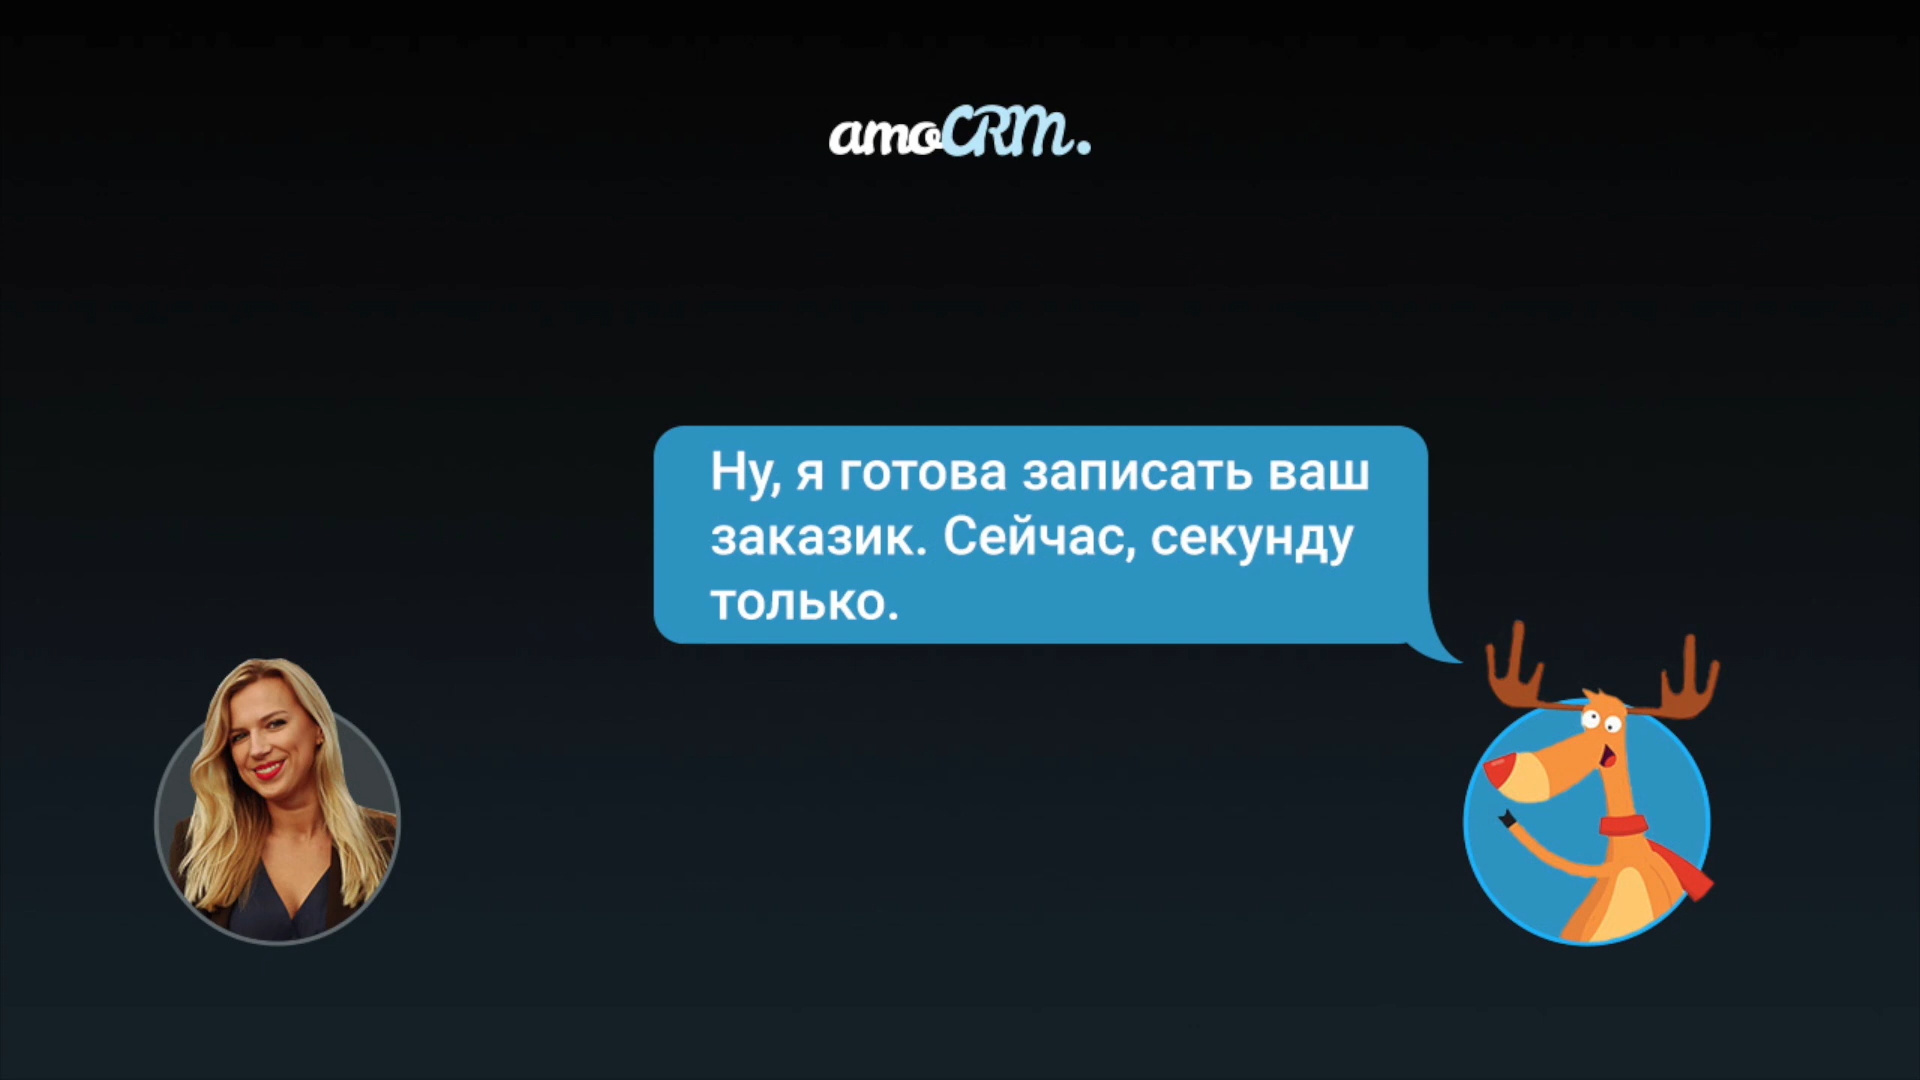 amoCRM.
Ну, я готова записать ваш
заказик. Сейчас, секунду
только.